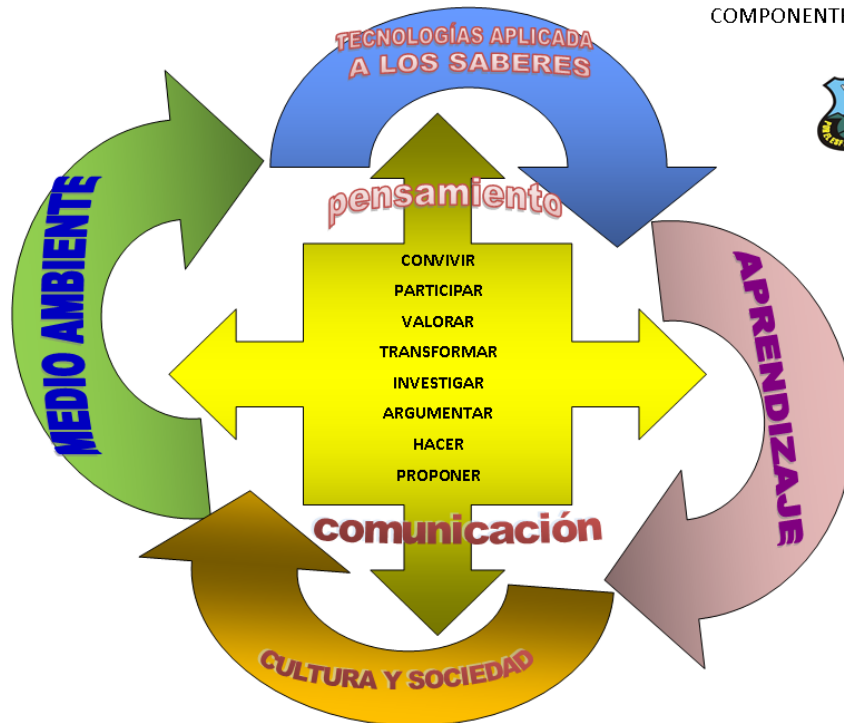 COMPONENTE
TECNOLOGÍAS APLICADA
A LOS SABERES
pensamiento
MEDIO AMBIENTE
CONVIVIR
PARTICIPAR
VALORAR
TRANSFORMAR
INVESTIGAR
ARGUMENTAR
HACER
PROPONER
APRENDIZAJE
comunicación
CULTURA Y SOCIEDAD